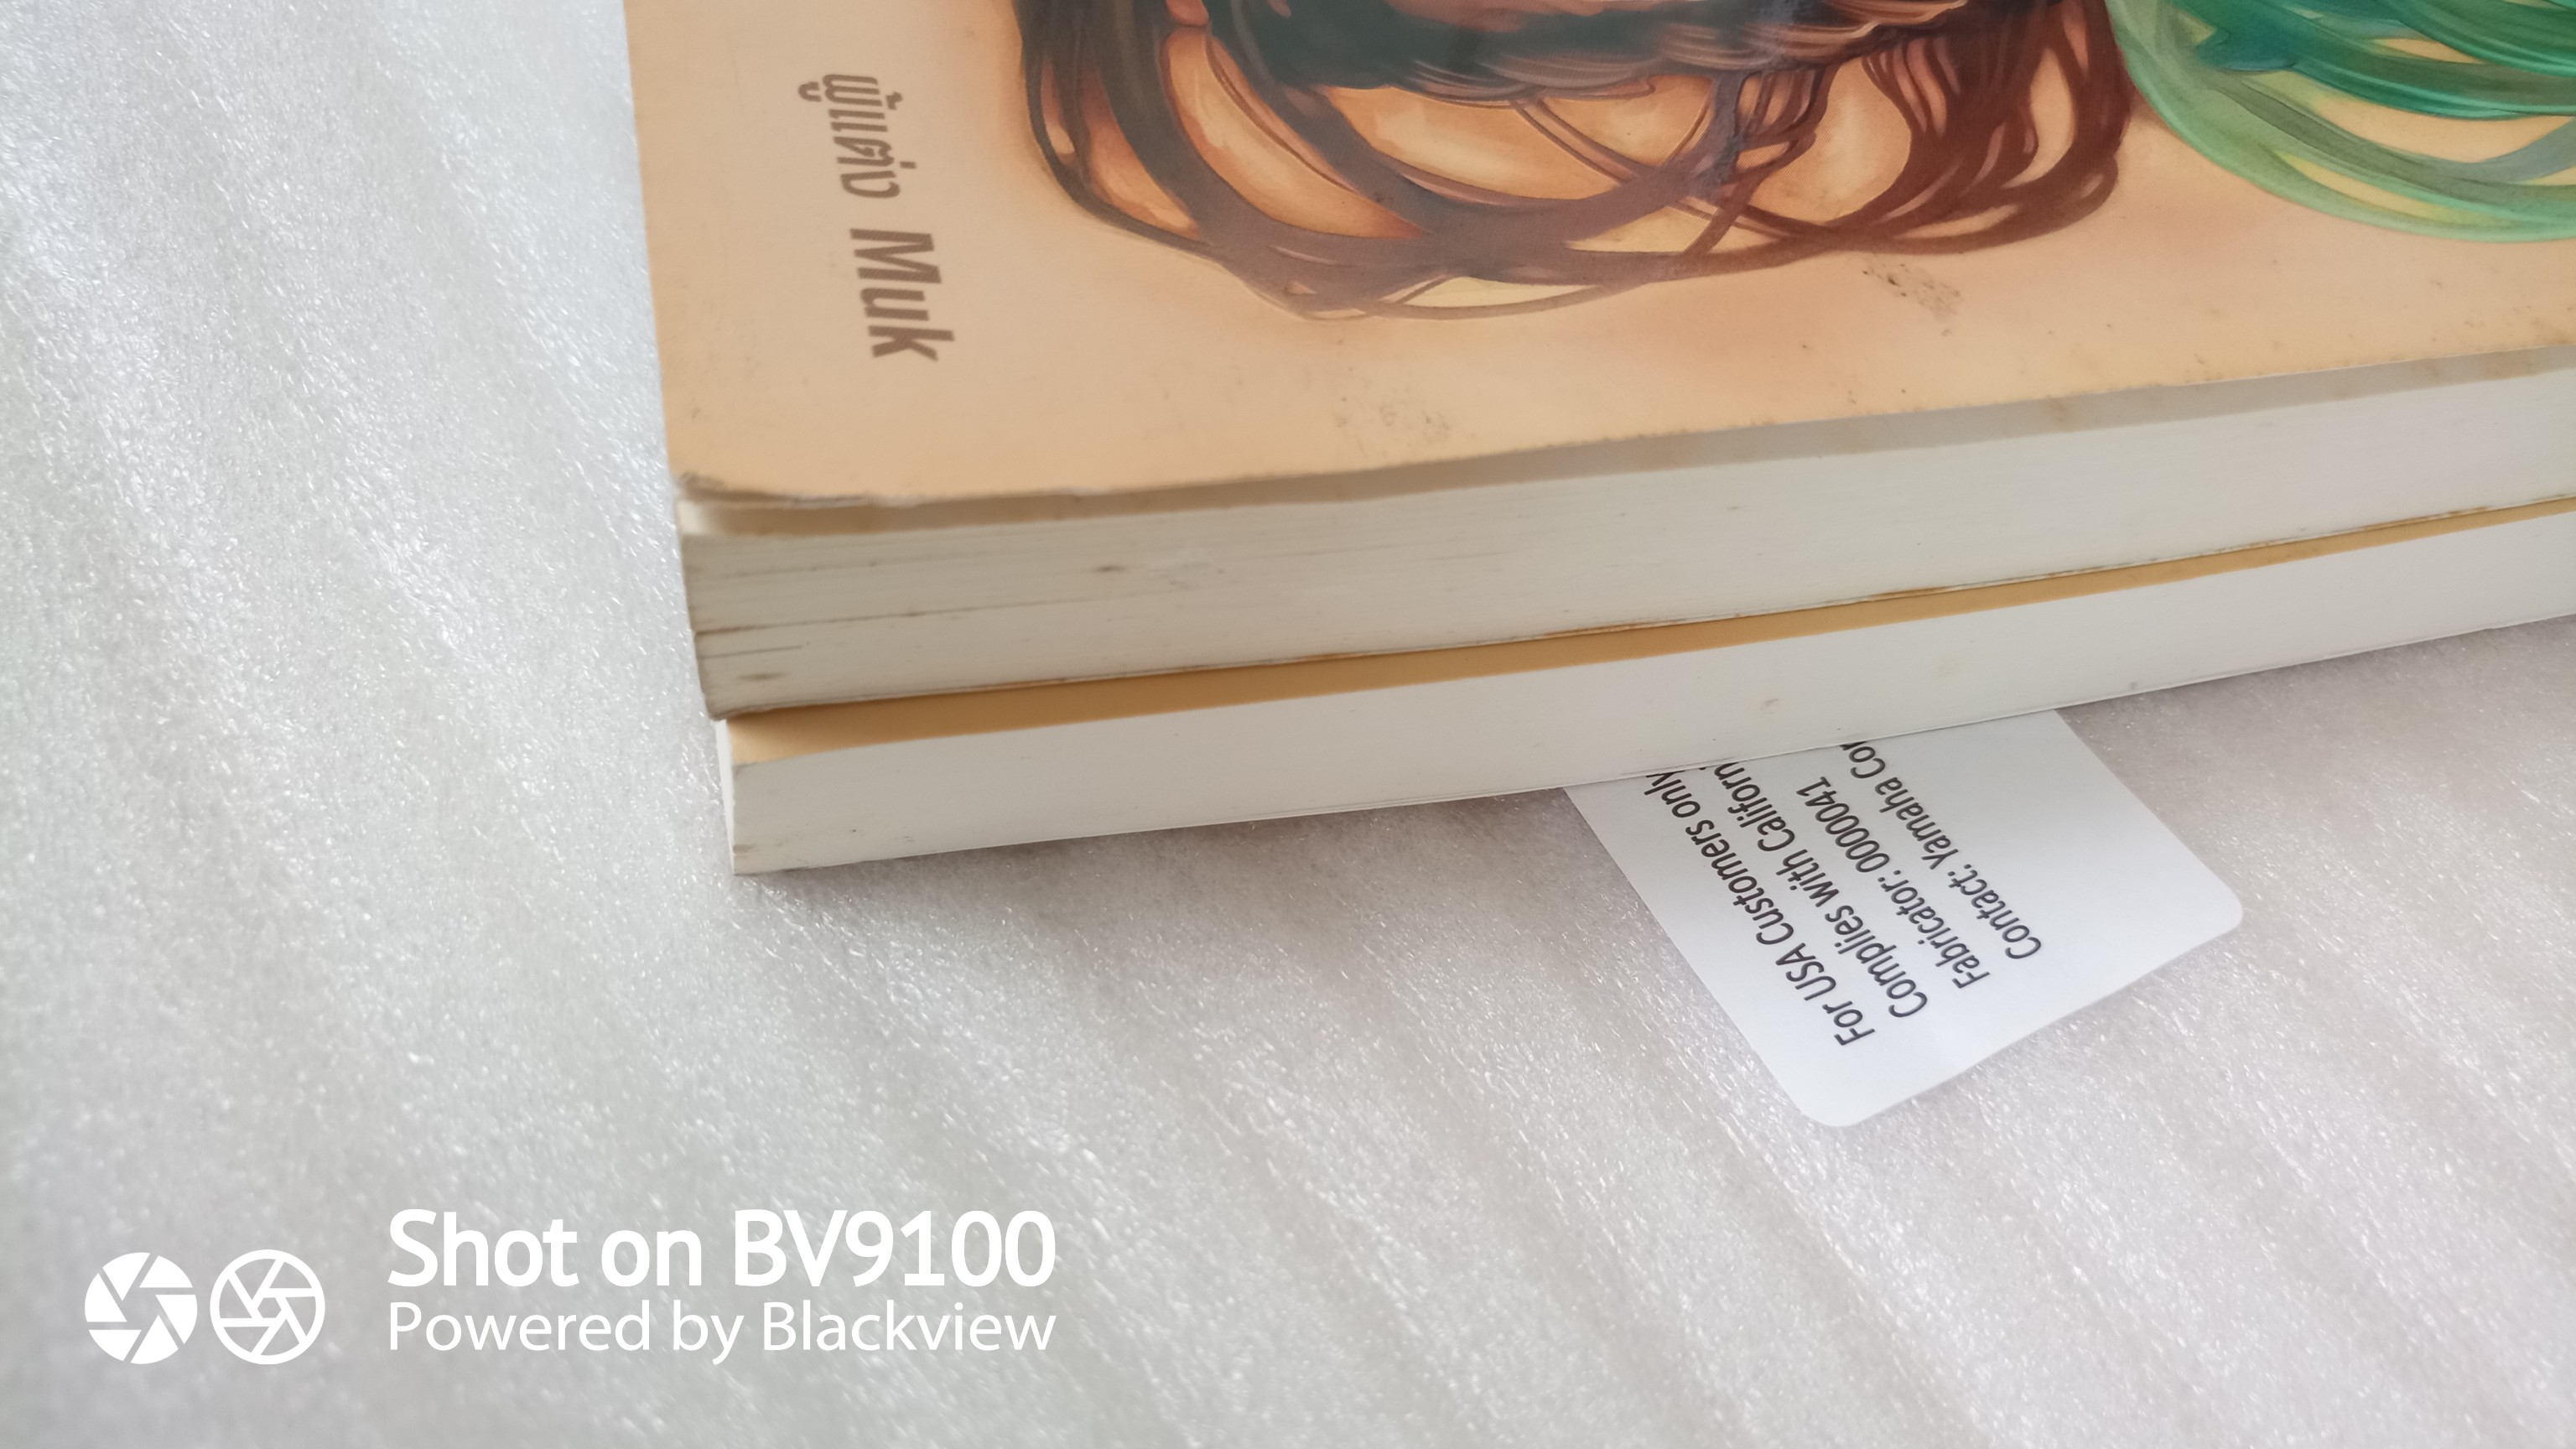 ผู้แต่ง Muk
For USA Customers only
Complies with Californ
Fabricator: 0000041
Contact: Yamaha Co
Shot on BV9100
Powered by Blackview